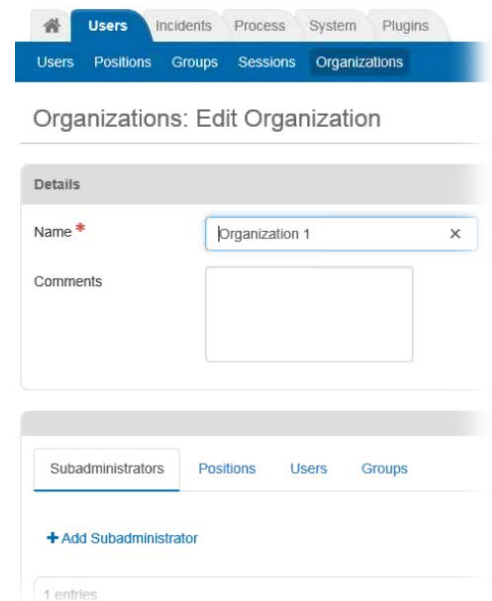 Users Incidents Process System Plugins
Users Positions Groups Sessions Organizations
Organizations: Edit Organization
Details
Name *
Organization 1 ×
Comments
Subadministrators Positions Users Groups
+ Add Subadministrator
1 entries